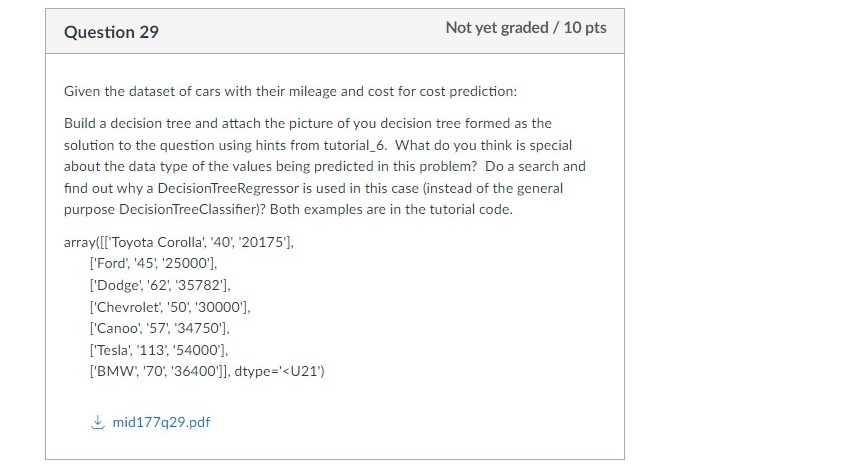 Question 29
Not yet graded / 10 pts
Given the dataset of cars with their mileage and cost for cost prediction:
Build a decision tree and attach the picture of you decision tree formed as the
solution to the question using hints from tutorial_6. What do you think is special
about the data type of the values being predicted in this problem? Do a search and
find out why a DecisionTreeRegressor is used in this case (instead of the general
purpose DecisionTreeClassifier)? Both examples are in the tutorial code.
array([['Toyota Corolla', '40', '20175'],
['Ford', '45', '25000'],
['Dodge', '62', '35782'],
['Chevrolet', '50', '30000'],
['Canoo', '57', '34750'],
['Tesla', '113', '54000'],
['BMW', '70', '36400']], dtype='<U21')
mid177q29.pdf